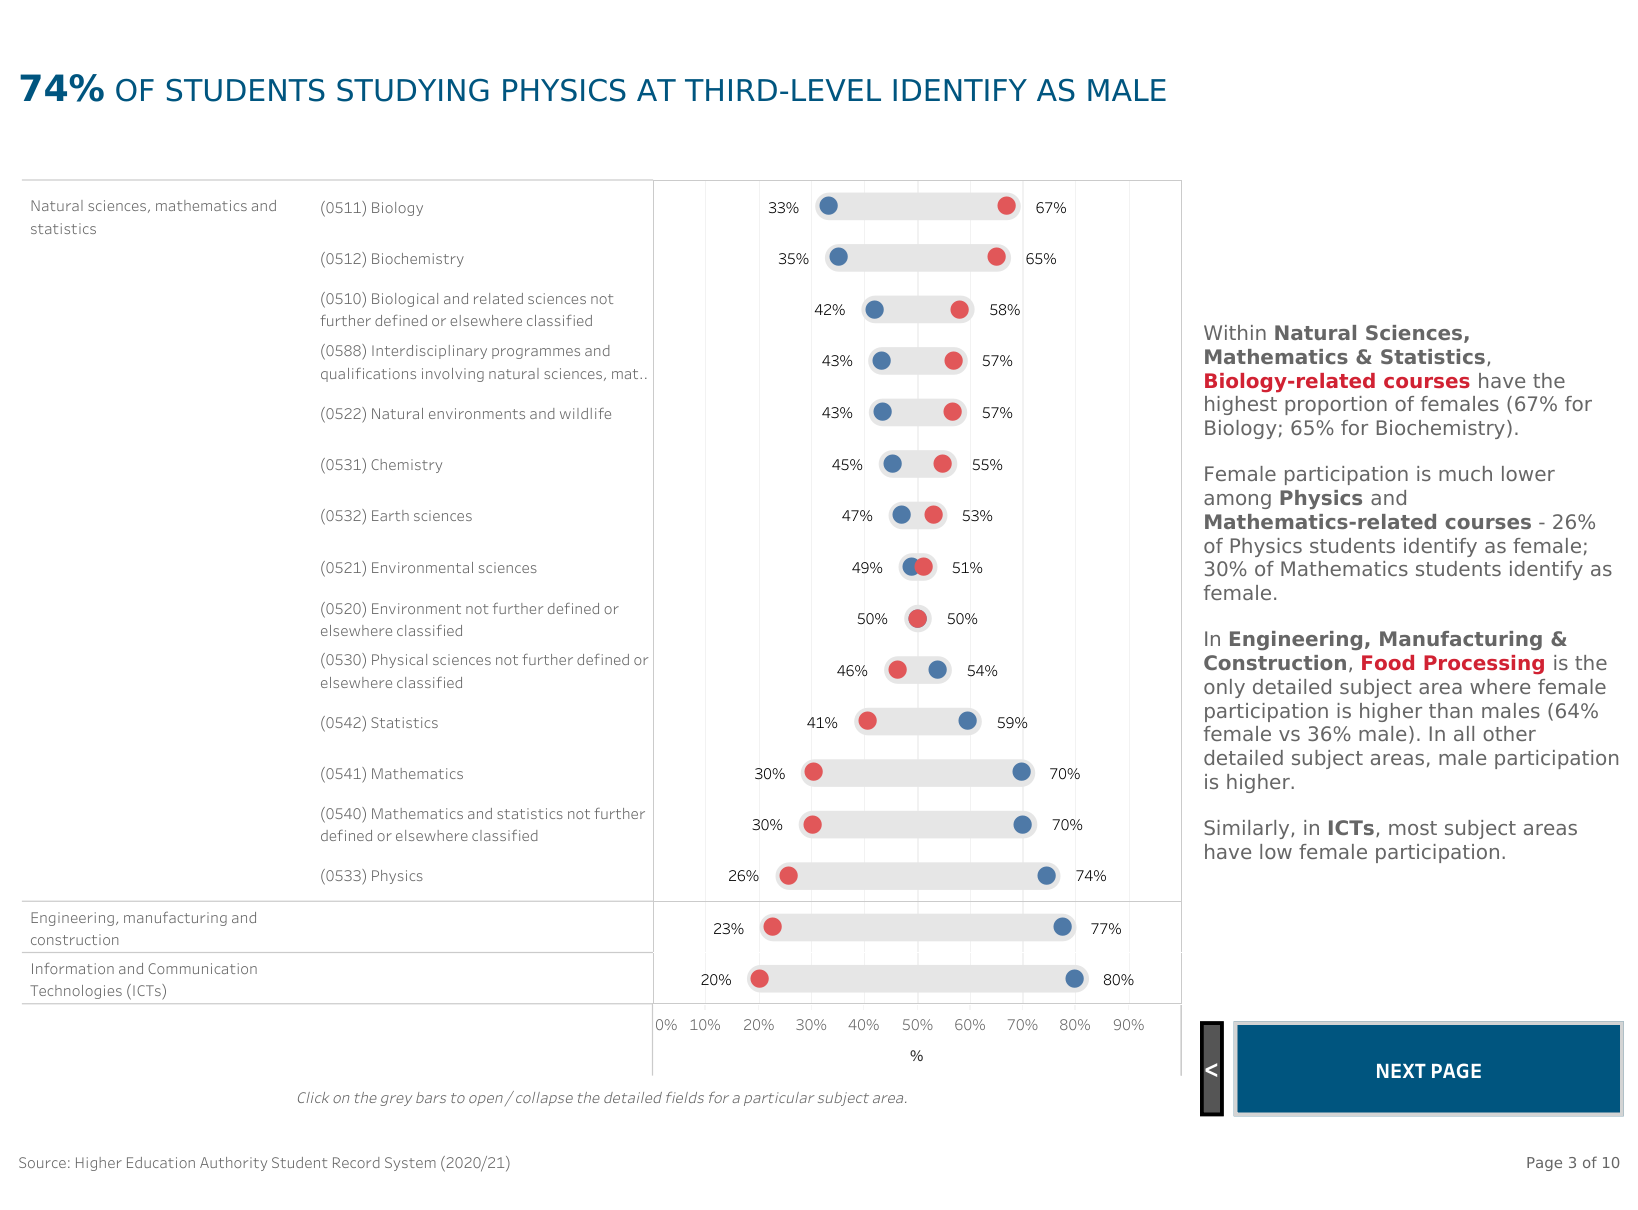 74% OF STUDENTS STUDYING PHYSICS AT THIRD-LEVEL IDENTIFY AS MALE
Natural sciences, mathematics and
statistics
(0511) Biology
33%
67%
(0512) Biochemistry
35%
65%
(0510) Biological and related sciences not
further defined or elsewhere classified
42%
58%
(0588) Interdisciplinary programmes and
qualifications involving natural sciences, mat..
43%
57%
(0522) Natural environments and wildlife
43%
57%
(0531) Chemistry
45%
55%
(0532) Earth sciences
47%
53%
(0521) Environmental sciences
49%
51%
(0520) Environment not further defined or
elsewhere classified
50%
50%
(0530) Physical sciences not further defined or
elsewhere classified
46%
54%
(0542) Statistics
41%
59%
(0541) Mathematics
30%
70%
(0540) Mathematics and statistics not further
defined or elsewhere classified
30%
70%
(0533) Physics
26%
74%
Engineering, manufacturing and
construction
23%
77%
Information and Communication
Technologies (ICTs)
20%
80%
0% 10% 20% 30% 40% 50% 60% 70% 80% 90%
%
Click on the grey bars to open / collapse the detailed fields for a particular subject area.
Within Natural Sciences,
Mathematics & Statistics,
Biology-related courses have the
highest proportion of females (67% for
Biology; 65% for Biochemistry).
Female participation is much lower
among Physics and
Mathematics-related courses - 26%
of Physics students identify as female;
30% of Mathematics students identify as
female.
In Engineering, Manufacturing &
Construction, Food Processing is the
only detailed subject area where female
participation is higher than males (64%
female vs 36% male). In all other
detailed subject areas, male participation
is higher.
Similarly, in ICTs, most subject areas
have low female participation.
<
NEXT PAGE
Source: Higher Education Authority Student Record System (2020/21)
Page 3 of 10